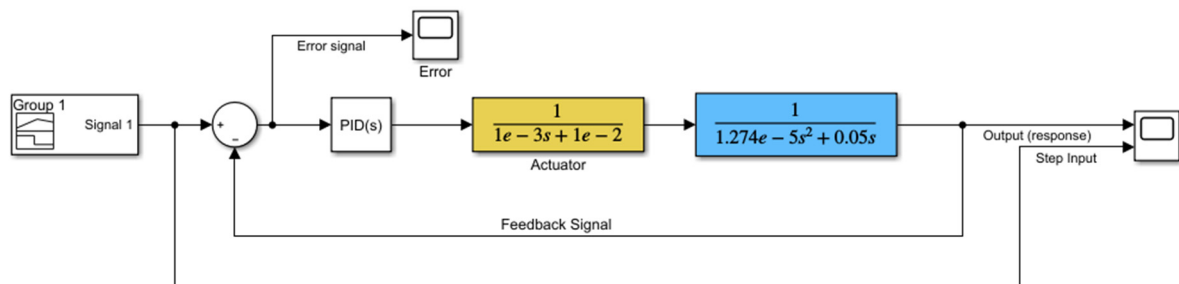 Error signal
Error
Group 1
Signal 1
+
−
PID(s)
1
1e − 3s + 1e − 2
Actuator
1
1.274e − 5s² + 0.05s
Output (response)
Step Input
Feedback Signal